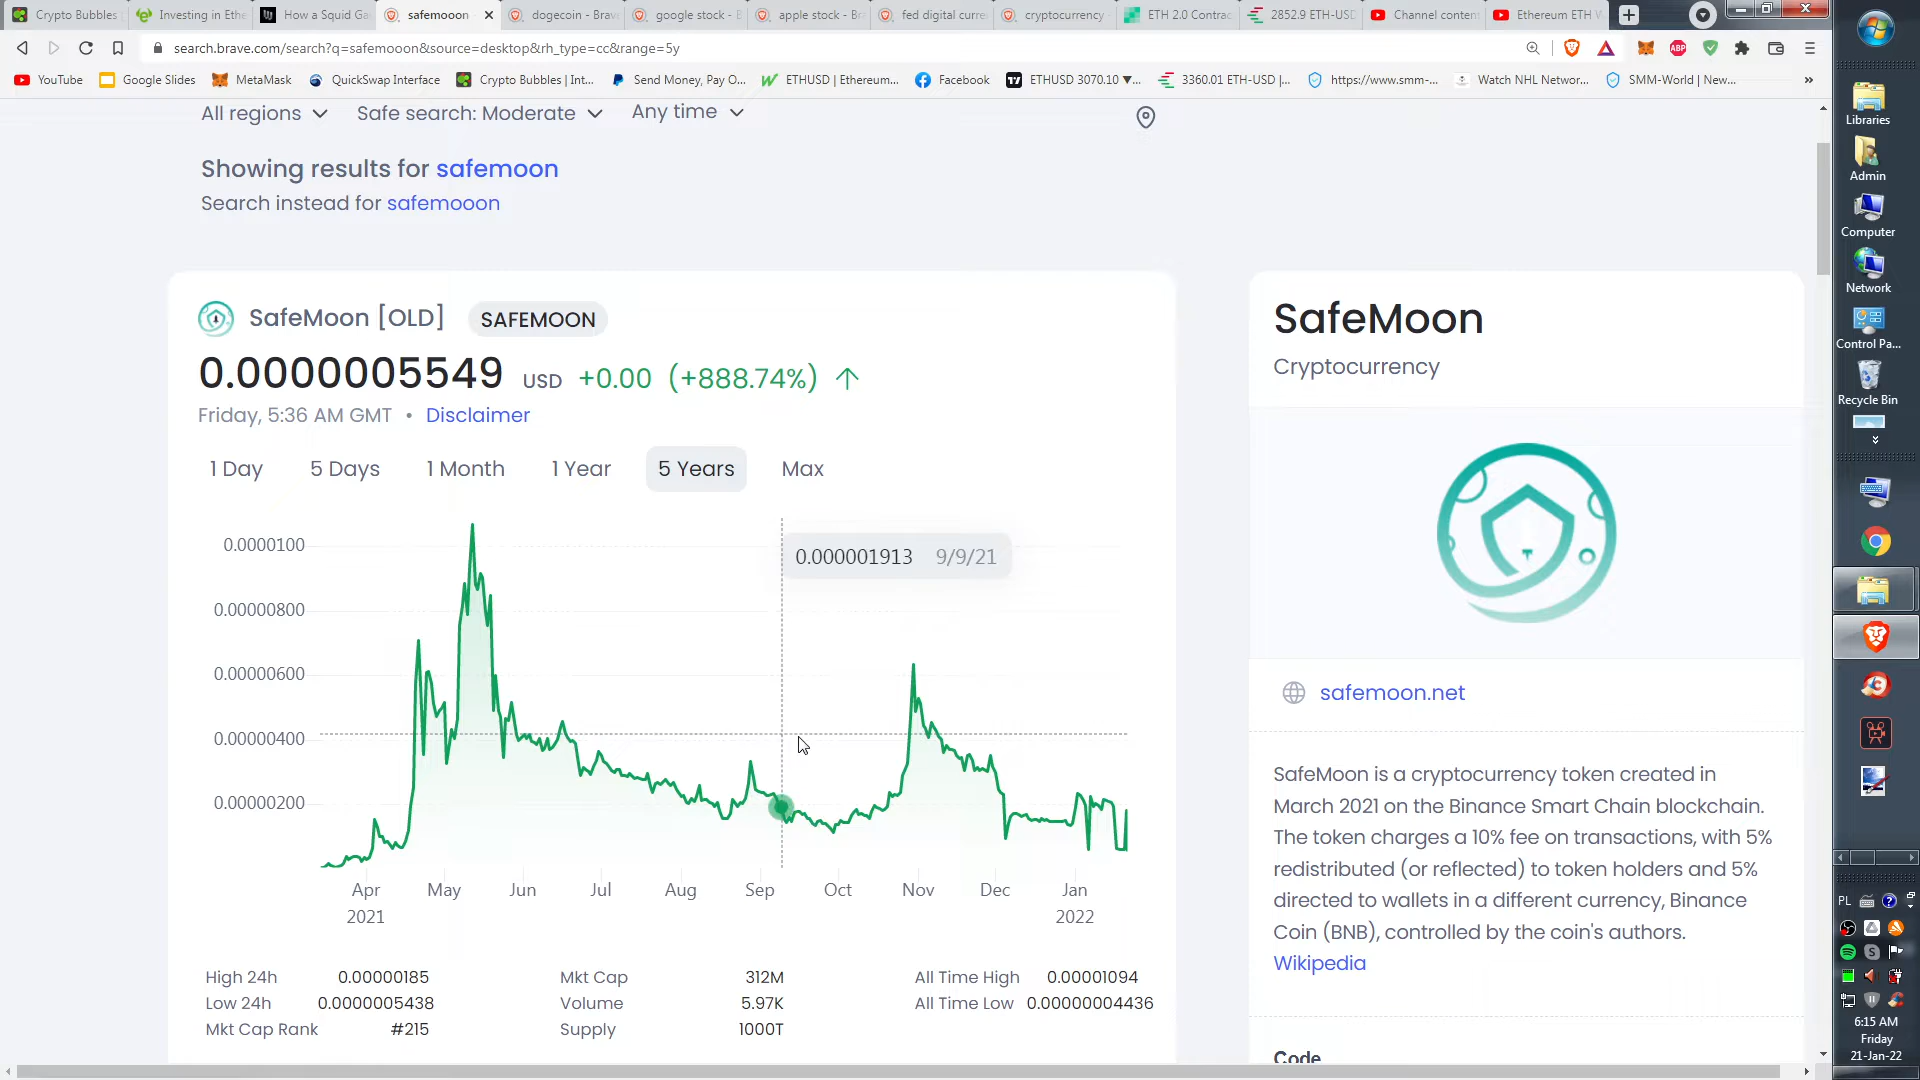 Crypto Bubbles
Investing in Ethe
How a Squid Ga
safemooon
dogecoin - Brav
google stock - B
apple stock - Bra
fed digital curre
cryptocurrency -
ETH 2.0 Contrac
2852.9 ETH-USD
Channel content
Ethereum ETH W
search.brave.com/search?q=safemooon&source=desktop&rh_type=cc&range=5y
ABP
YouTube
Google Slides
MetaMask
QuickSwap Interface
Crypto Bubbles | Int...
Send Money, Pay O...
ETHUSD | Ethereum...
Facebook
ETHUSD 3070.10 ▼...
3360.01 ETH-USD |...
https://www.smm-...
Watch NHL Networ...
SMM-World | New...
»
All regions
Safe search: Moderate
Any time
Showing results for safemoon
Search instead for safemooon
SafeMoon [OLD]
SAFEMOON
0.0000005549 USD +0.00 (+888.74%) ↑
Friday, 5:36 AM GMT • Disclaimer
1 Day
5 Days
1 Month
1 Year
5 Years
Max
0.000001913 9/9/21
0.0000100
0.00000800
0.00000600
0.00000400
0.00000200
Apr
May
Jun
Jul
Aug
Sep
Oct
Nov
Dec
Jan
2021
2022
High 24h 0.00000185
Mkt Cap 312M
All Time High 0.00001094
Low 24h 0.0000005438
Volume 5.97K
All Time Low 0.00000004436
Mkt Cap Rank #215
Supply 1000T
SafeMoon
Cryptocurrency
safemoon.net
SafeMoon is a cryptocurrency token created in
March 2021 on the Binance Smart Chain blockchain.
The token charges a 10% fee on transactions, with 5%
redistributed (or reflected) to token holders and 5%
directed to wallets in a different currency, Binance
Coin (BNB), controlled by the coin's authors.
Wikipedia
Code
Libraries
Admin
Computer
Network
Control Pa...
Recycle Bin
PL
6:15 AM
Friday
21-Jan-22